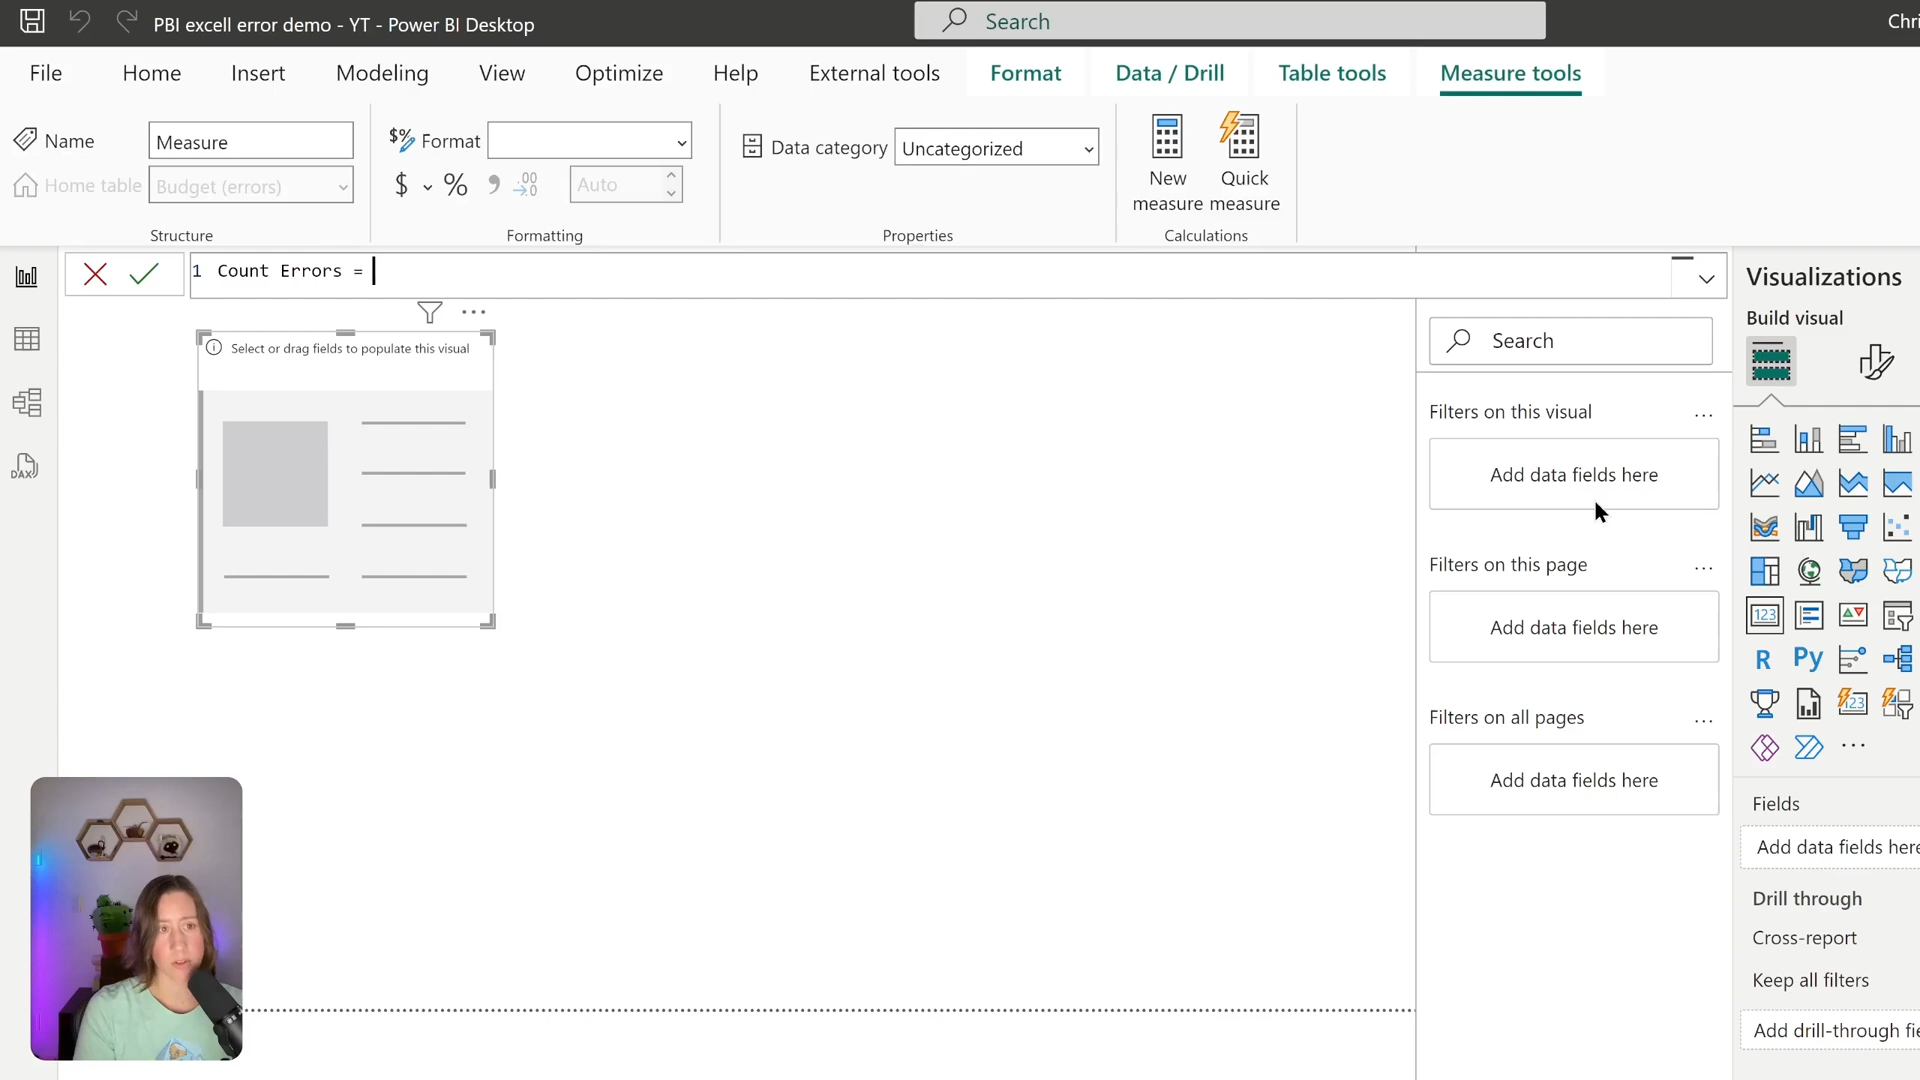 PBI excell error demo - YT - Power BI Desktop
Search
Chri
File
Home
Insert
Modeling
View
Optimize
Help
External tools
Format
Data / Drill
Table tools
Measure tools
Name
Measure
Home table
Budget (errors)
Structure
$% Format
$ % , .00
Auto
Formatting
Data category
Uncategorized
Properties
New
measure
Quick
measure
Calculations
1 Count Errors =
Select or drag fields to populate this visual
DAX
Search
Filters on this visual
Add data fields here
Filters on this page
Add data fields here
Filters on all pages
Add data fields here
Visualizations
Build visual
123
R
Py
123
Fields
Add data fields here
Drill through
Cross-report
Keep all filters
Add drill-through fie